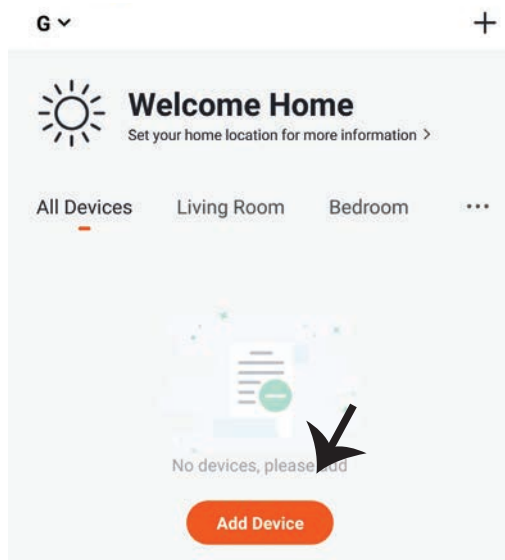 G
Welcome Home
Set your home location for more information >
All Devices Living Room Bedroom ...
No devices, please add
Add Device